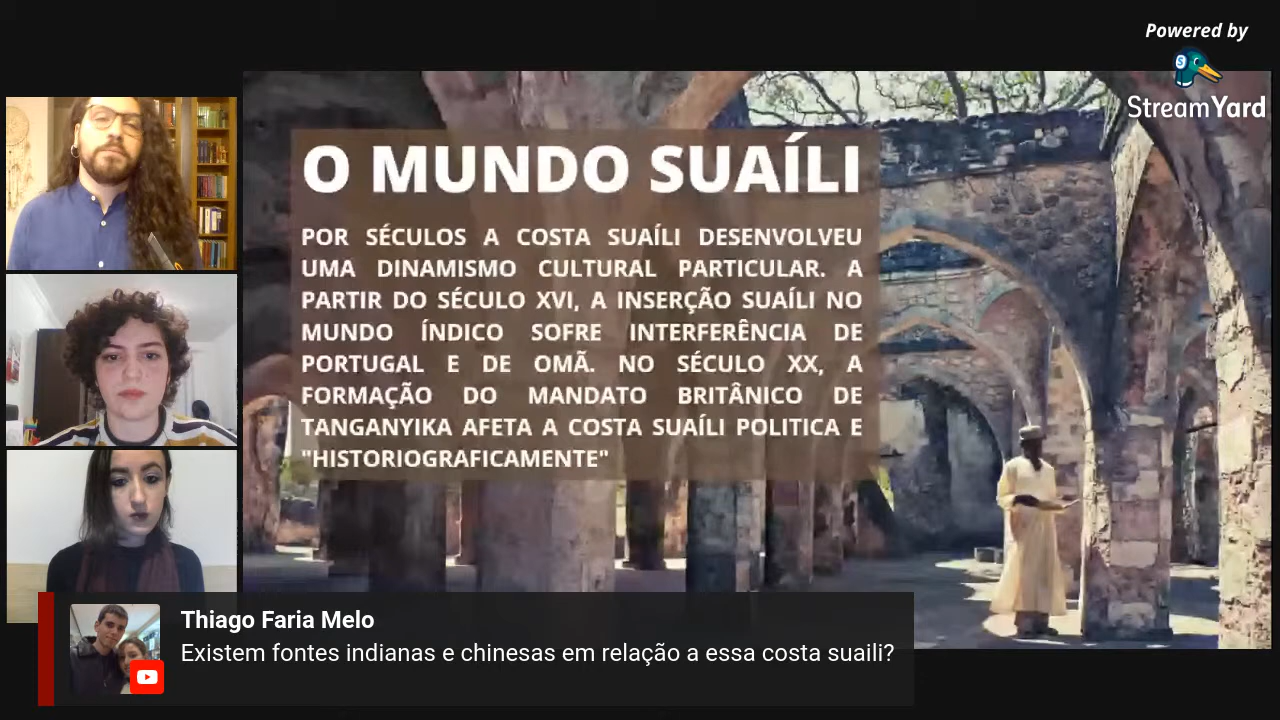 Powered by
StreamYard
O MUNDO SUAÍLI
POR SÉCULOS A COSTA SUAÍLI DESENVOLVEU
UMA DINAMISMO CULTURAL PARTICULAR. A
PARTIR DO SÉCULO XVI, A INSERÇÃO SUAÍLI NO
MUNDO ÍNDICO SOFRE INTERFERÊNCIA DE
PORTUGAL E DE OMÃ. NO SÉCULO XX, A
FORMAÇÃO DO MANDATO BRITÂNICO DE
TANGANYIKA AFETA A COSTA SUAÍLI POLITICA E
"HISTORIOGRAFICAMENTE"
Thiago Faria Melo
Existem fontes indianas e chinesas em relação a essa costa suaili?